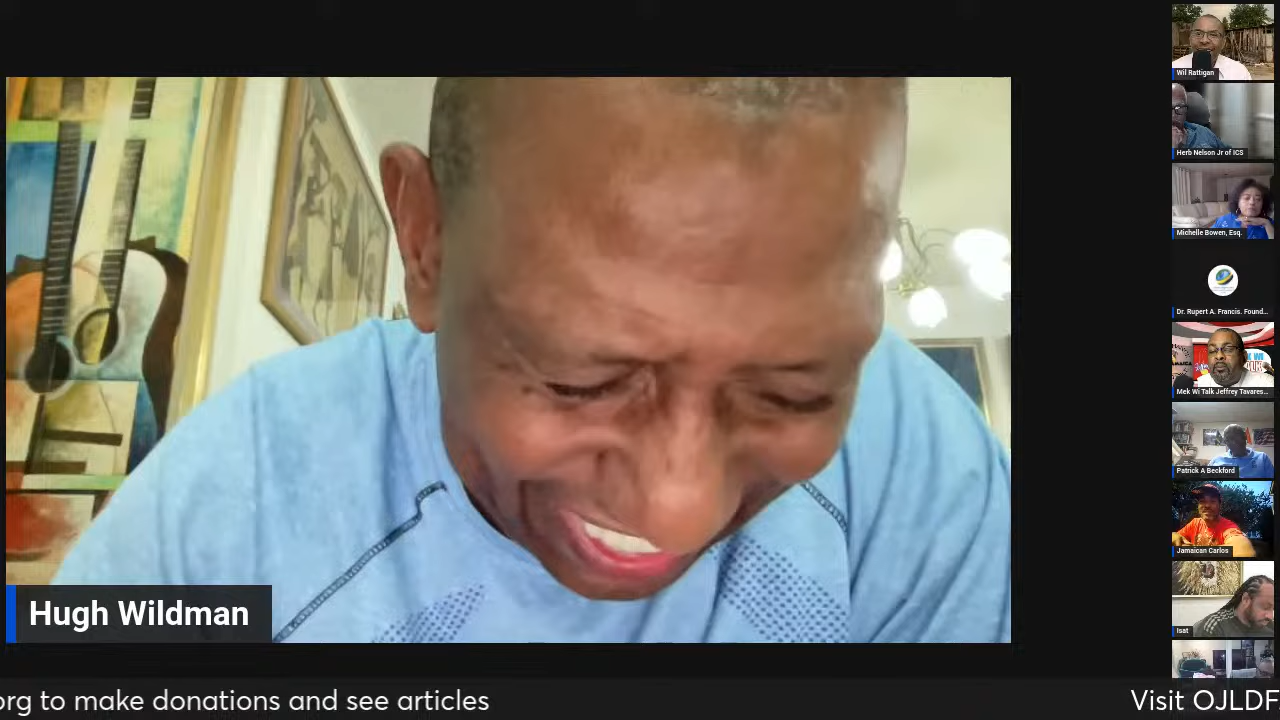 Hugh Wildman
org to make donations and see articles
Visit OJLDF
Wil Rattigan
Herb Nelson Jr of ICS
Michelle Bowen, Esq.
Dr. Rupert A. Francis. Found...
Mek Wi Talk Jeffrey Tavares...
Patrick A Beckford
Jamaican Carlos
Isat